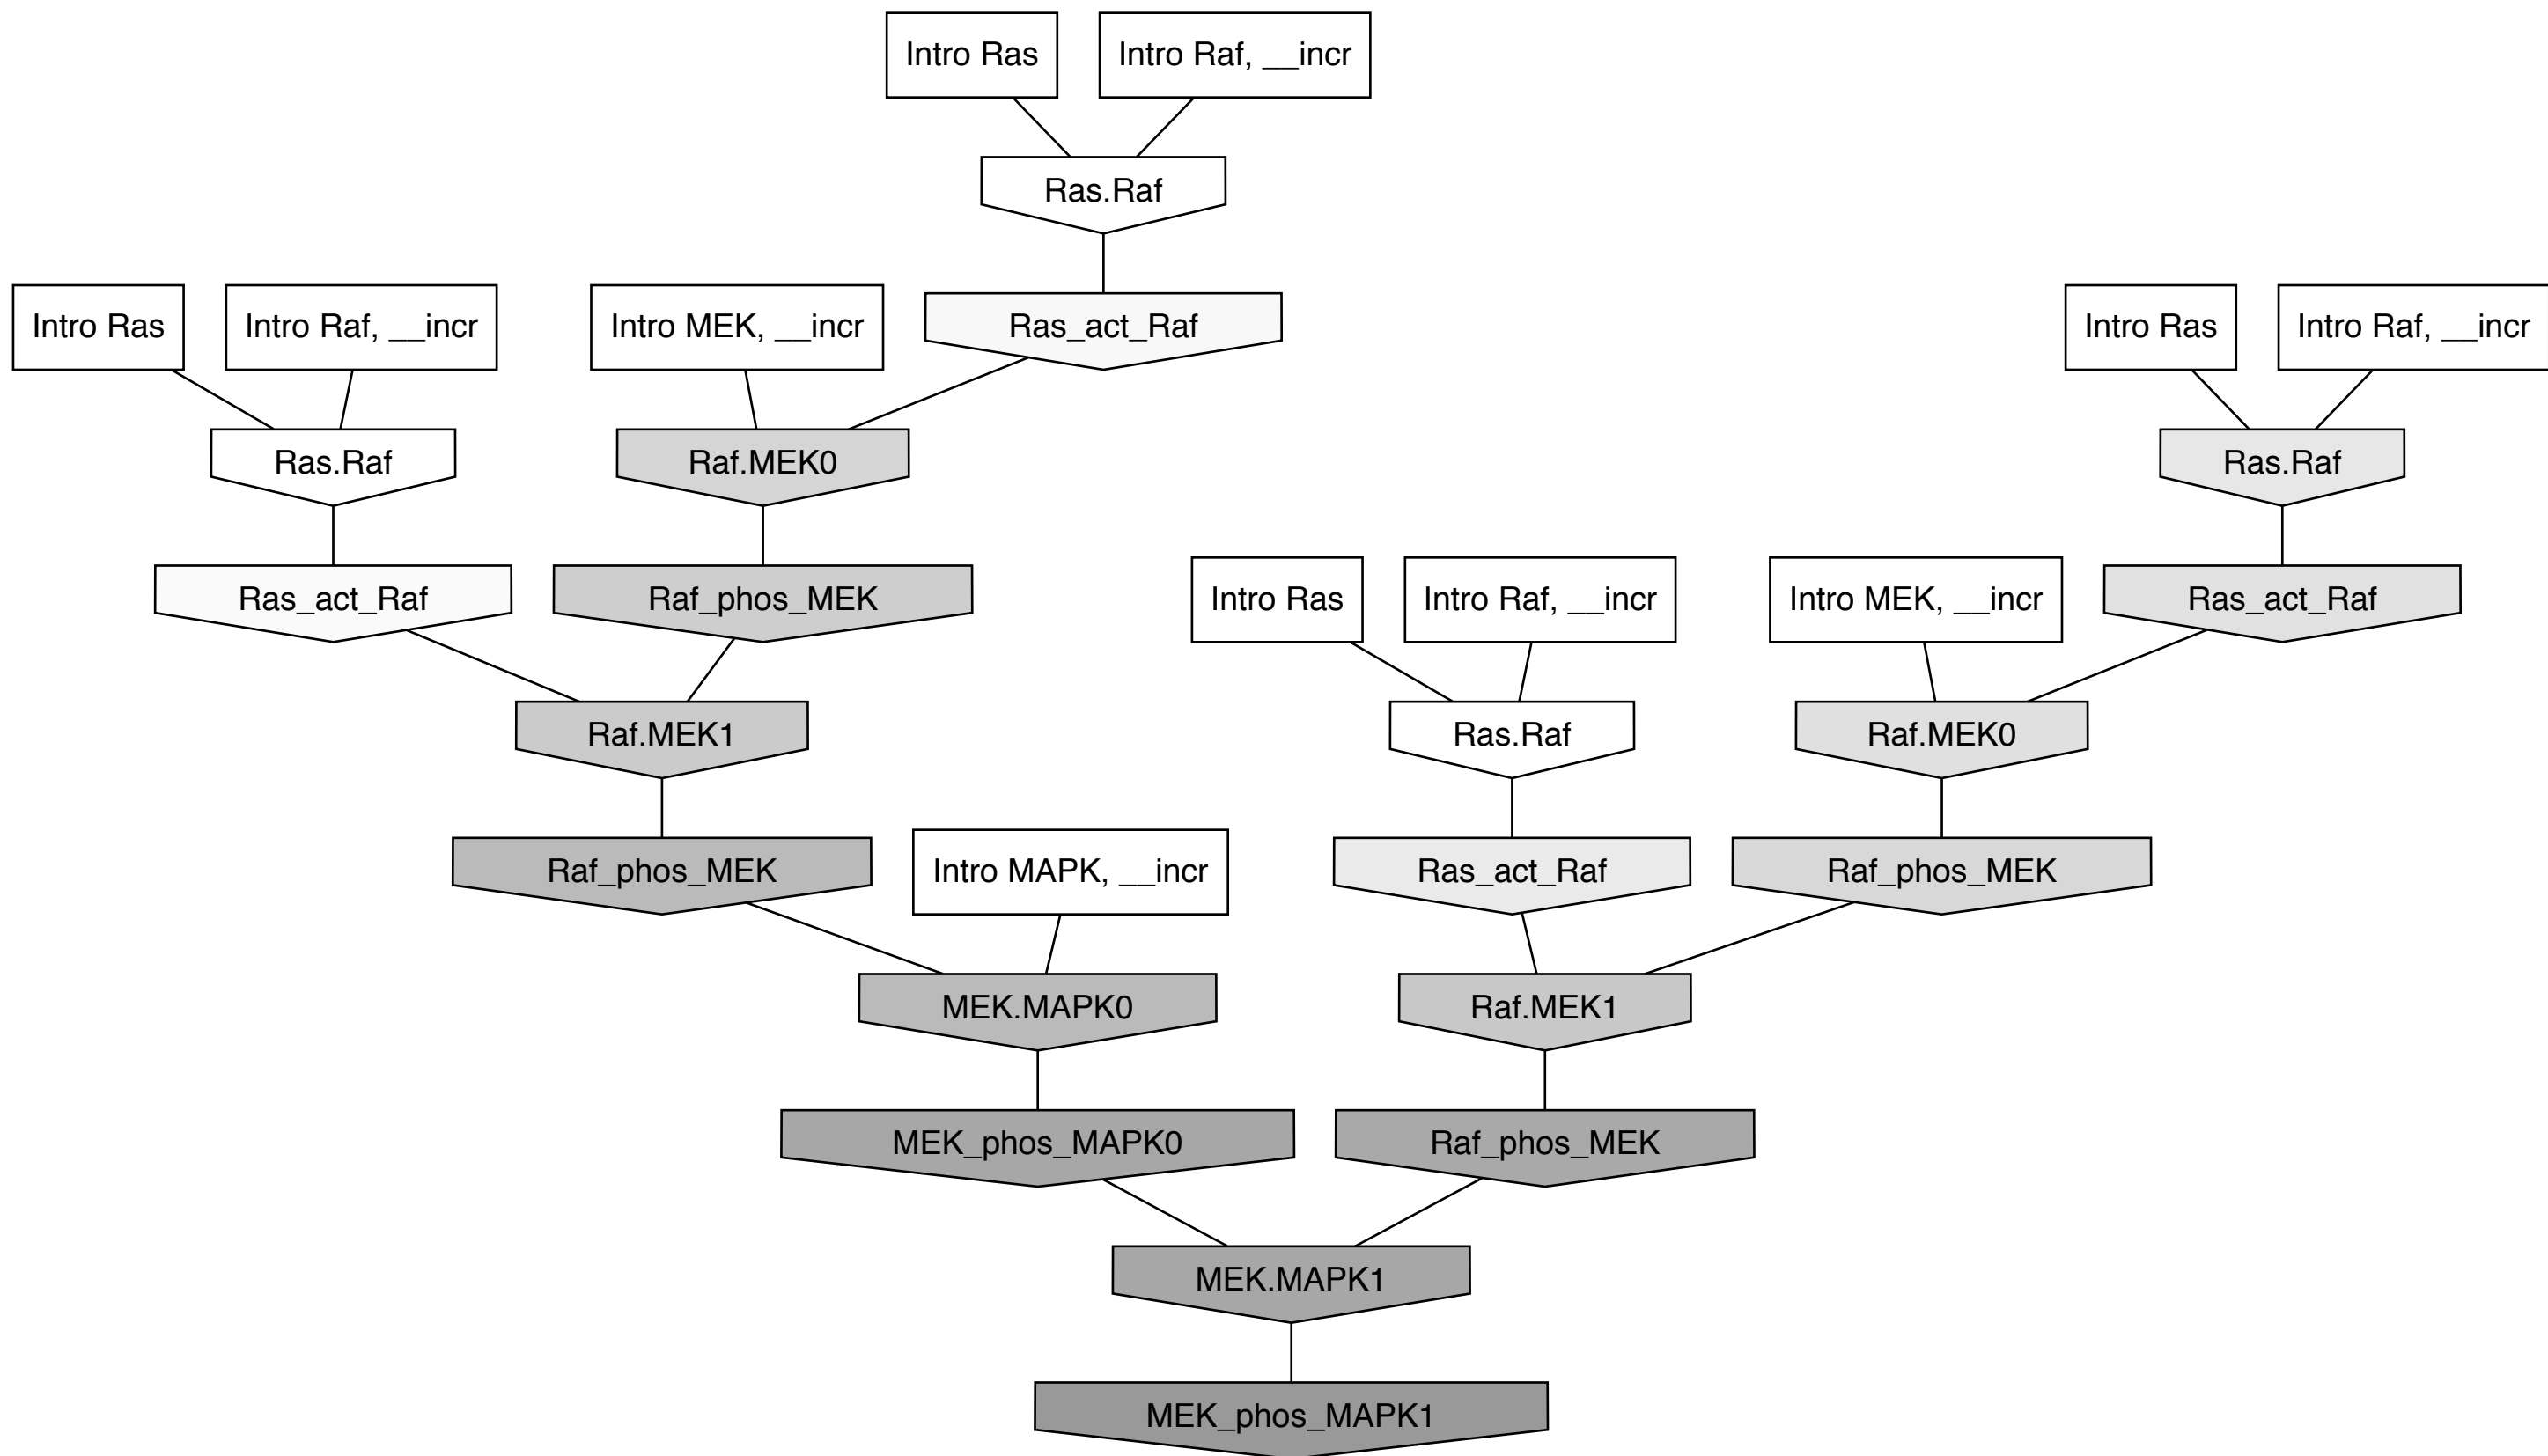 Intro Ras
Intro Raf, __incr
Ras.Raf
Intro Ras
Intro Raf, __incr
Intro MEK, __incr
Ras_act_Raf
Intro Ras
Intro Raf, __incr
Ras.Raf
Raf.MEK0
Ras.Raf
Ras_act_Raf
Raf_phos_MEK
Intro Ras
Intro Raf, __incr
Intro MEK, __incr
Ras_act_Raf
Raf.MEK1
Ras.Raf
Raf.MEK0
Raf_phos_MEK
Intro MAPK, __incr
Ras_act_Raf
Raf_phos_MEK
MEK.MAPK0
Raf.MEK1
MEK_phos_MAPK0
Raf_phos_MEK
MEK.MAPK1
MEK_phos_MAPK1